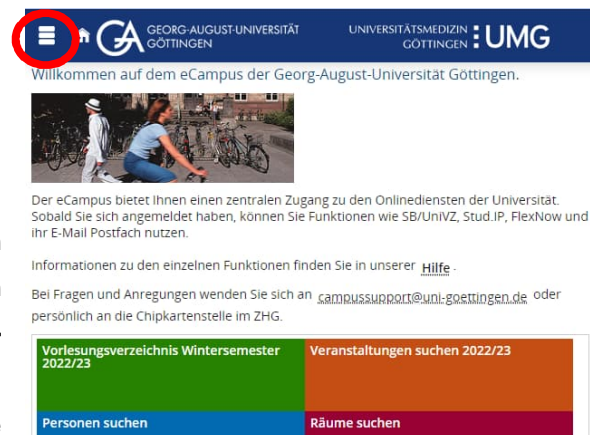 GEORG-AUGUST-UNIVERSITÄT
GÖTTINGEN
UNIVERSITÄTSMEDIZIN
GÖTTINGEN
UMG
Willkommen auf dem eCampus der Georg-August-Universität Göttingen.
Der eCampus bietet Ihnen einen zentralen Zugang zu den Onlinediensten der Universität.
Sobald Sie sich angemeldet haben, können Sie Funktionen wie SB/UniVZ, Stud.IP, FlexNow und
ihr E-Mail Postfach nutzen.
Informationen zu den einzelnen Funktionen finden Sie in unserer Hilfe.
Bei Fragen und Anregungen wenden Sie sich an campussupport@uni-goettingen.de oder
persönlich an die Chipkartenstelle im ZHG.
Vorlesungsverzeichnis Wintersemester
2022/23
Veranstaltungen suchen 2022/23
Personen suchen
Räume suchen